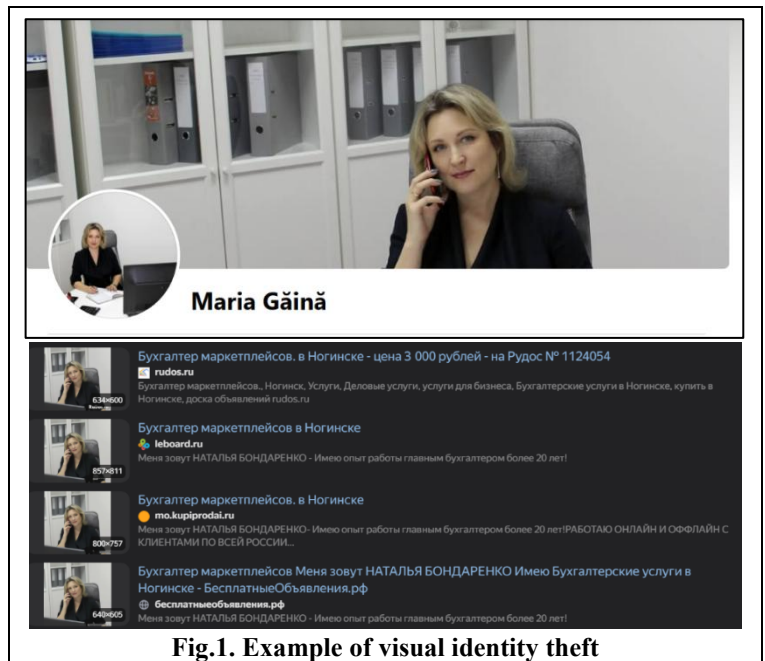 Maria Găină
Бухгалтер маркетплейсов. в Ногинске - цена 3 000 рублей - на Рудос № 1124054
rudos.ru
Бухгалтер маркетплейсов., Ногинск, Услуги, Деловые услуги, услуги для бизнеса, Бухгалтерские услуги в Ногинске, купить в
Ногинске, доска объявлений rudos.ru
634×600
Бухгалтер маркетплейсов в Ногинске
leboard.ru
Меня зовут НАТАЛЬЯ БОНДАРЕНКО - Имею опыт работы главным бухгалтером более 20 лет!
857×811
Бухгалтер маркетплейсов. в Ногинске
mo.kupiprodai.ru
Меня зовут НАТАЛЬЯ БОНДАРЕНКО- Имею опыт работы главным бухгалтером более 20 лет!РАБОТАЮ ОНЛАЙН И ОФФЛАЙН С
КЛИЕНТАМИ ПО ВСЕЙ РОССИИ...
800×757
Бухгалтер маркетплейсов Меня зовут НАТАЛЬЯ БОНДАРЕНКО Имею Бухгалтерские услуги в
Ногинске - БесплатныеОбъявления.рф
бесплатныеобъявления.рф
Меня зовут НАТАЛЬЯ БОНДАРЕНКО - Имею опыт работы главным бухгалтером более 20 лет!
640×605
Fig.1. Example of visual identity theft